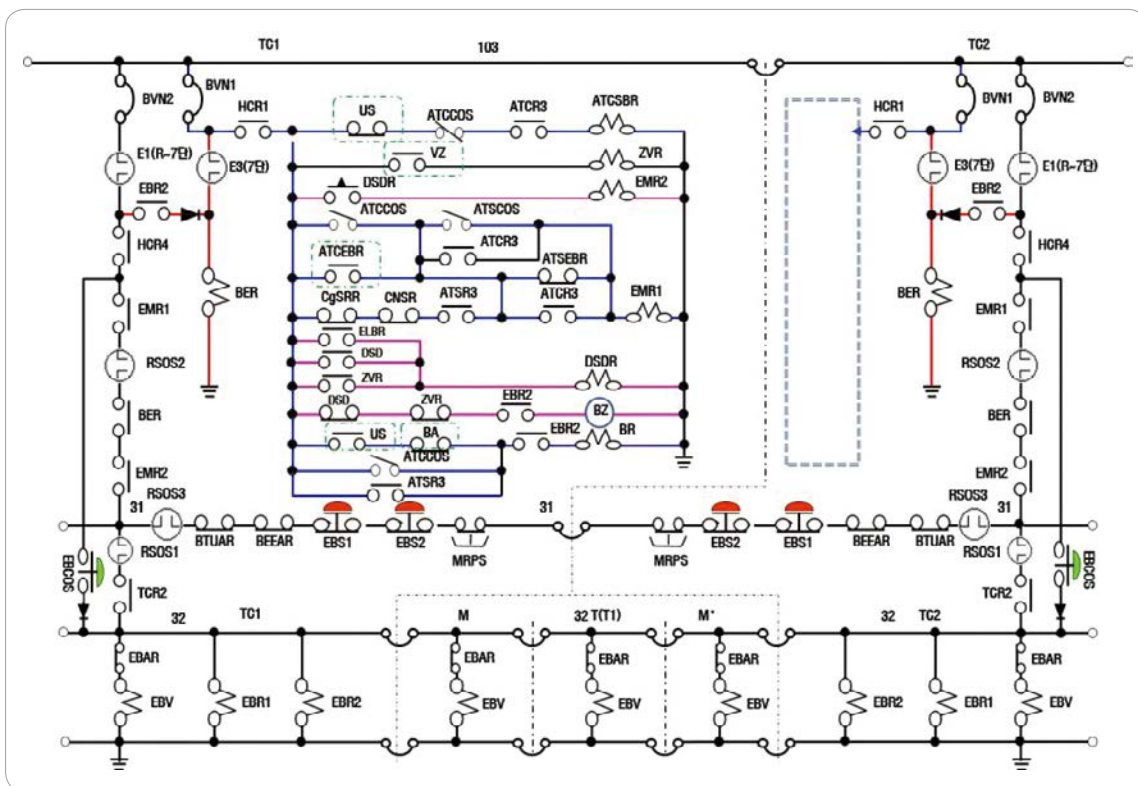 TC1 103 TC2
BVN2 BVN1 BVN1 BVN2
HCR1 US ATCCOS ATCR3 ATCSBR HCR1
E1(R~7단) E3(7단) VZ ZVR E3(7단) E1(R~7단)
EBR2 DSDR EMR2 EBR2
HCR4 ATCCOS ATSCOS HCR4
ATCEBR ATCR3 ATSEBR
BER BER
EMR1 CgSRR CNSR ATSR3 ATCR3 EMR1 EMR1
ELBR
RSOS2 DSD RSOS2
ZVR DSDR
BER DSD ZVR EBR2 BZ BER
US BA EBR2 BR
EMR2 ATCCOS EMR2
ATSR3
31 RSOS3 31 RSOS3 31
RSOS1 BTUAR BEEAR EBS1 EBS2 MRPS MRPS EBS2 EBS1 BEEAR BTUAR RSOS1
EBCOS TCR2 TCR2 EBCOS
32 TC1 M 32 T(T1) M' 32 TC2
EBAR EBAR EBAR EBAR EBAR
EBV EBR1 EBR2 EBV EBV EBV EBR2 EBR1 EBV